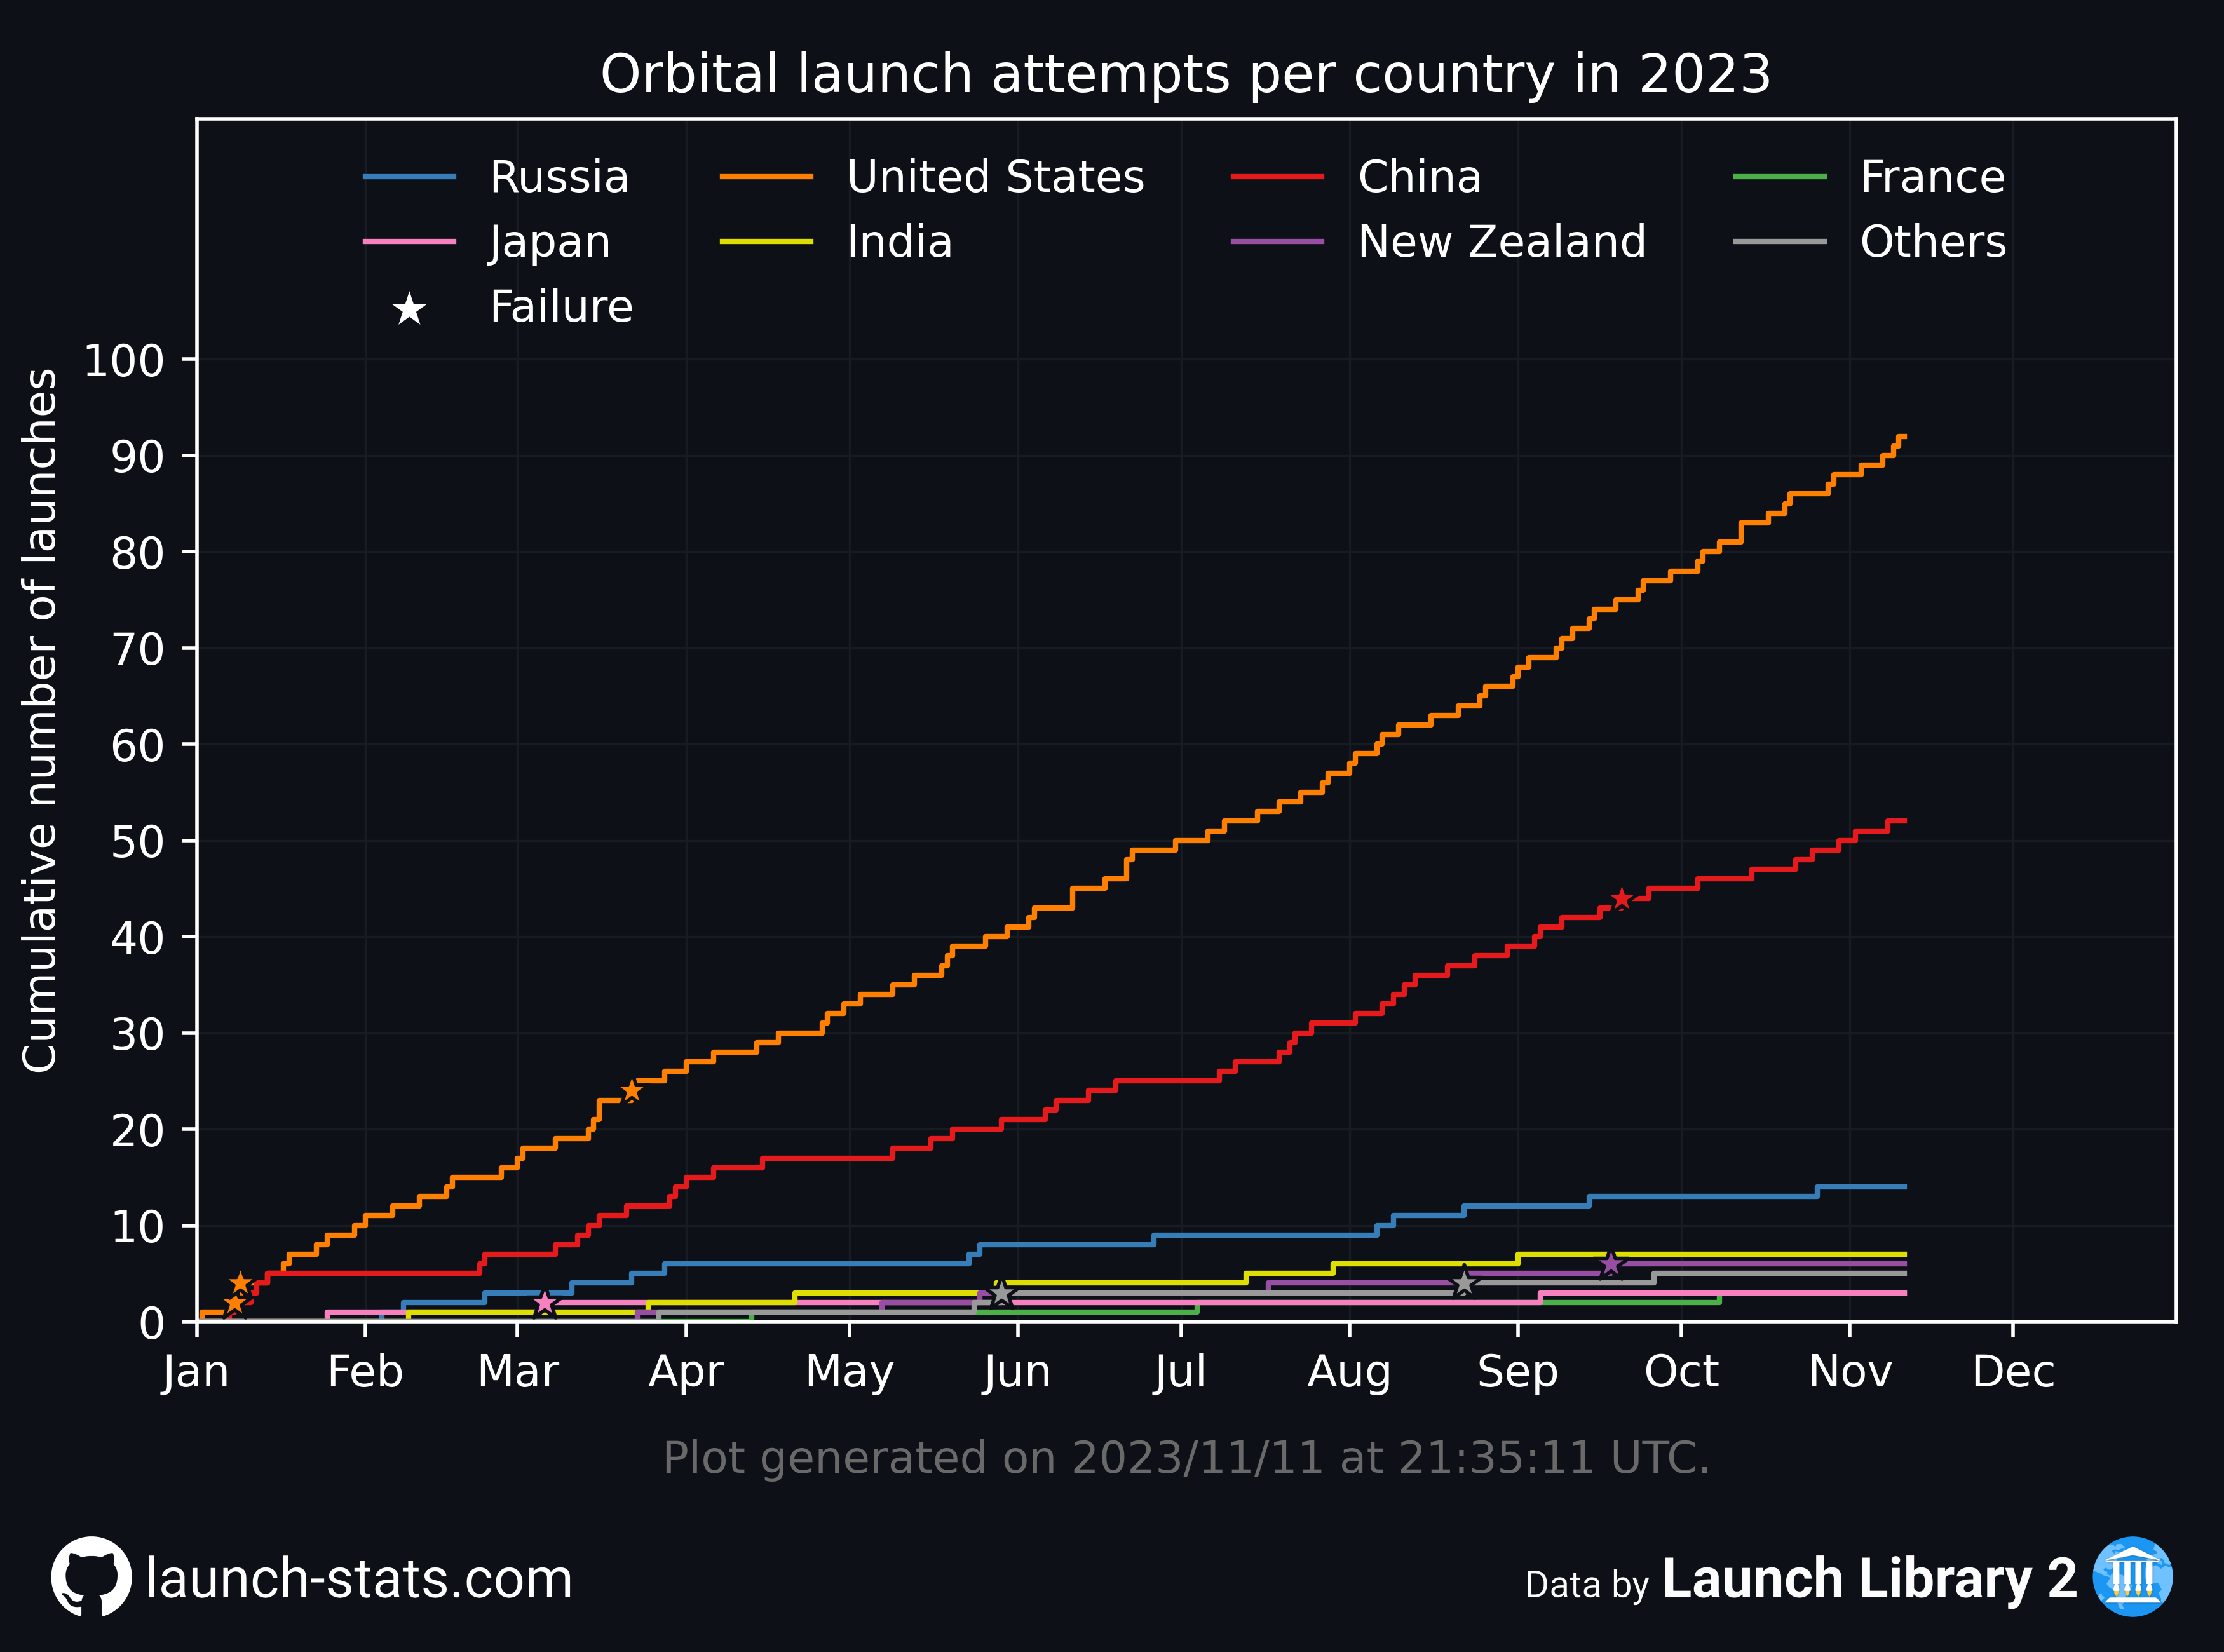 Orbital launch attempts per country in 2023
Russia United States China France
Japan India New Zealand Others
Failure
Cumulative number of launches
100
90
80
70
60
50
40
30
20
10
0
Jan Feb Mar Apr May Jun Jul Aug Sep Oct Nov Dec
Plot generated on 2023/11/11 at 21:35:11 UTC.
launch-stats.com
Data by Launch Library 2